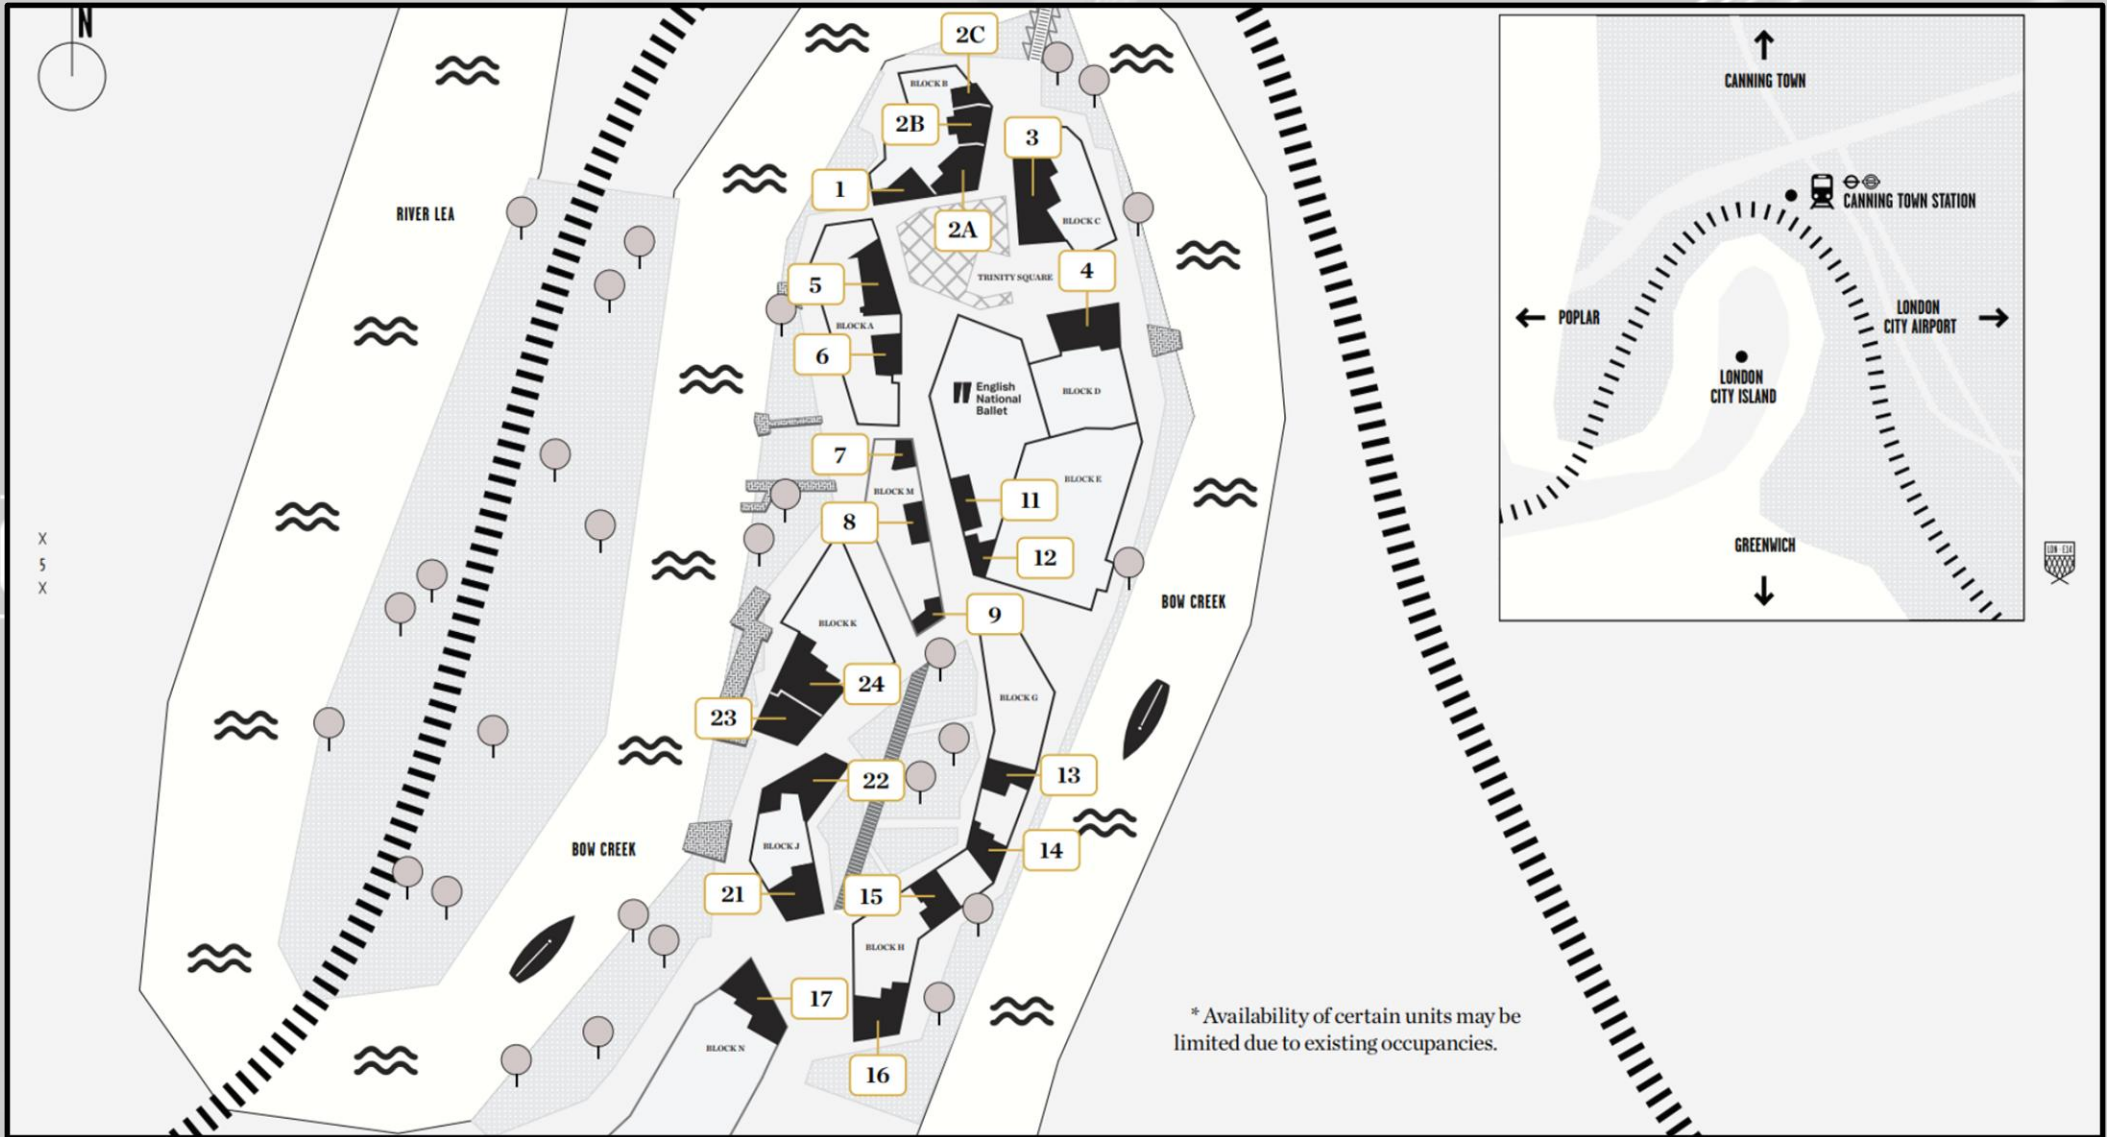 N
2C
BLOCK B
2B
3
1
2A
BLOCK C
RIVER LEA
TRINITY SQUARE
4
5
BLOCK A
6
English
National
Ballet
BLOCK D
7
BLOCK M
BLOCK E
11
8
12
X
5
X
BOW CREEK
9
BLOCK K
24
BLOCK G
23
13
22
BOW CREEK
BLOCK J
14
21
15
BLOCK H
17
BLOCK N
16
CANNING TOWN
CANNING TOWN STATION
POPLAR
LONDON
CITY AIRPORT
LONDON
CITY ISLAND
GREENWICH
LDN E14
* Availability of certain units may be
limited due to existing occupancies.